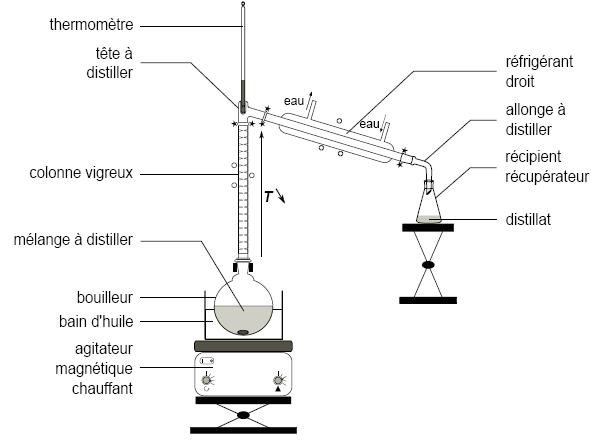 thermomètre
tête à
distiller
colonne vigreux
mélange à distiller
bouilleur
bain d'huile
agitateur
magnétique
chauffant
eau
eau
T
réfrigérant
droit
allonge à
distiller
récipient
récupérateur
distillat